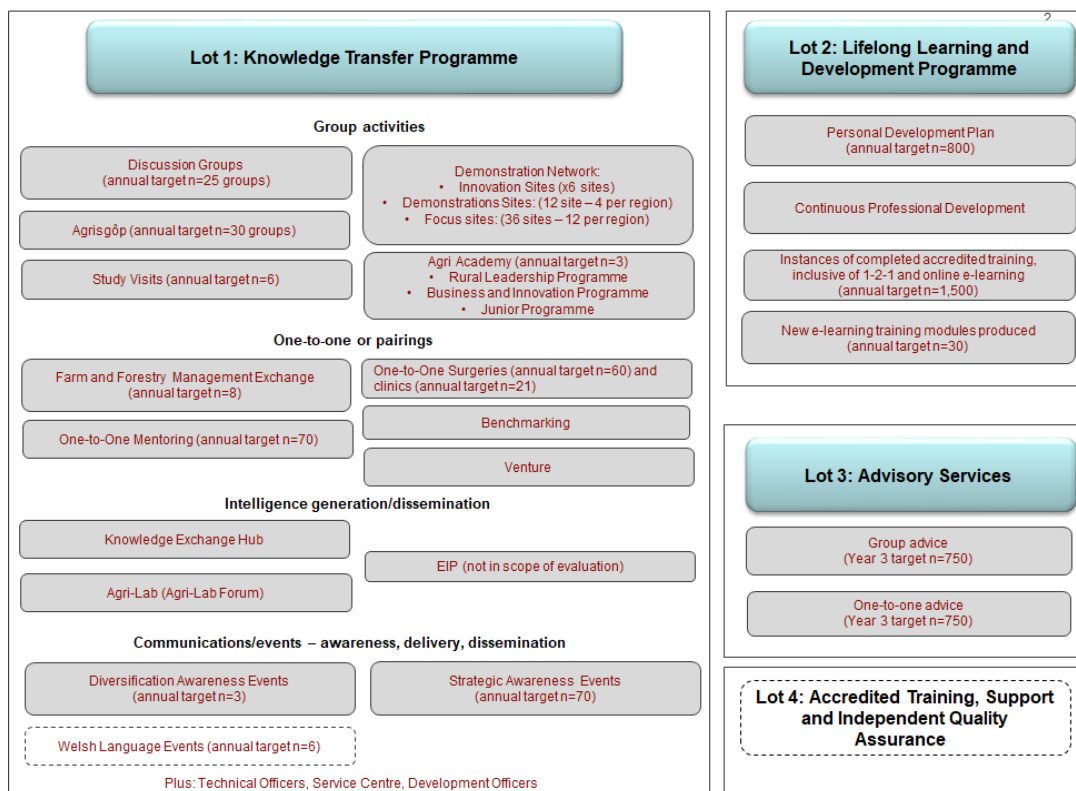 2
Lot 1: Knowledge Transfer Programme
Group activities
Discussion Groups
(annual target n=25 groups)
Agrisgôp (annual target n=30 groups)
Study Visits (annual target n=6)
Demonstration Network:
• Innovation Sites (x6 sites)
• Demonstrations Sites: (12 site – 4 per region)
• Focus sites: (36 sites – 12 per region)
Agri Academy (annual target n=3)
• Rural Leadership Programme
• Business and Innovation Programme
• Junior Programme
One-to-one or pairings
Farm and Forestry Management Exchange
(annual target n=8)
One-to-One Mentoring (annual target n=70)
One-to-One Surgeries (annual target n=60) and
clinics (annual target n=21)
Benchmarking
Venture
Intelligence generation/dissemination
Knowledge Exchange Hub
Agri-Lab (Agri-Lab Forum)
EIP (not in scope of evaluation)
Communications/events – awareness, delivery, dissemination
Diversification Awareness Events
(annual target n=3)
Strategic Awareness Events
(annual target n=70)
Welsh Language Events (annual target n=6)
Plus: Technical Officers, Service Centre, Development Officers
Lot 2: Lifelong Learning and
Development Programme
Personal Development Plan
(annual target n=800)
Continuous Professional Development
Instances of completed accredited training,
inclusive of 1-2-1 and online e-learning
(annual target n=1,500)
New e-learning training modules produced
(annual target n=30)
Lot 3: Advisory Services
Group advice
(Year 3 target n=750)
One-to-one advice
(Year 3 target n=750)
Lot 4: Accredited Training, Support
and Independent Quality
Assurance